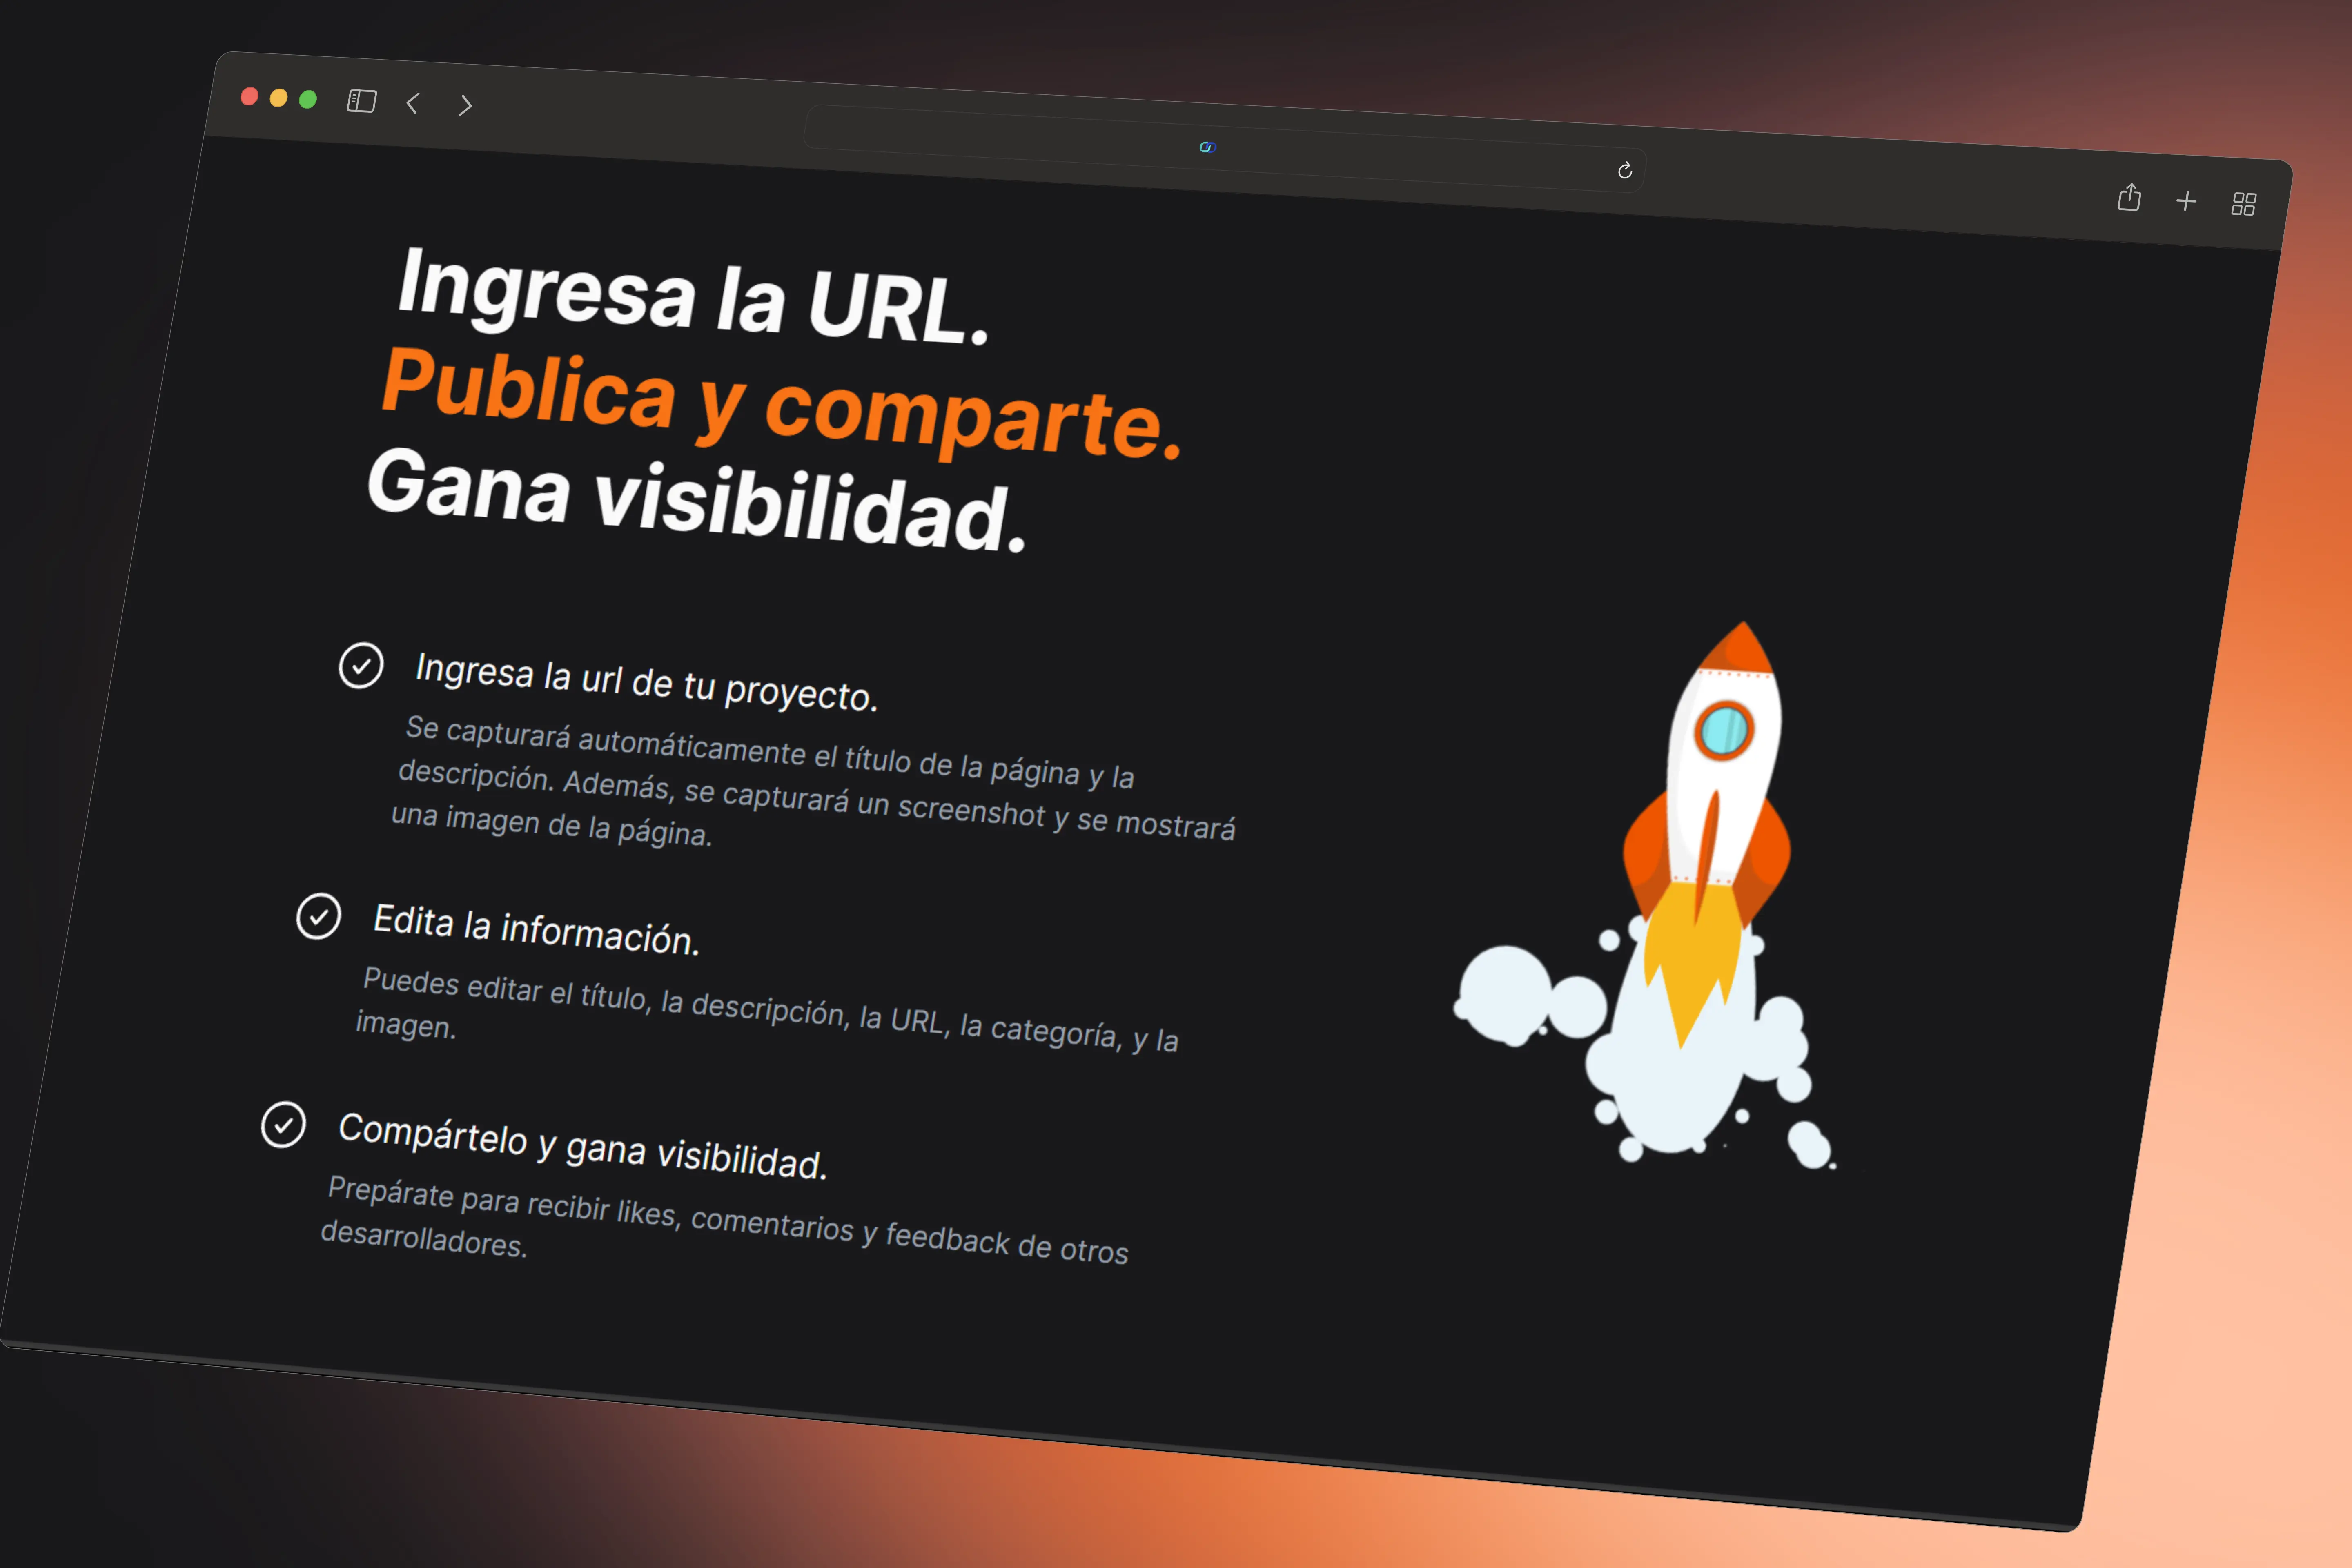 Ingresa la URL.
Publica y comparte.
Gana visibilidad.
Ingresa la url de tu proyecto.
Se capturará automáticamente el título de la página y la
descripción. Además, se capturará un screenshot y se mostrará
una imagen de la página.
Edita la información.
Puedes editar el título, la descripción, la URL, la categoría, y la
imagen.
Compártelo y gana visibilidad.
Prepárate para recibir likes, comentarios y feedback de otros
desarrolladores.